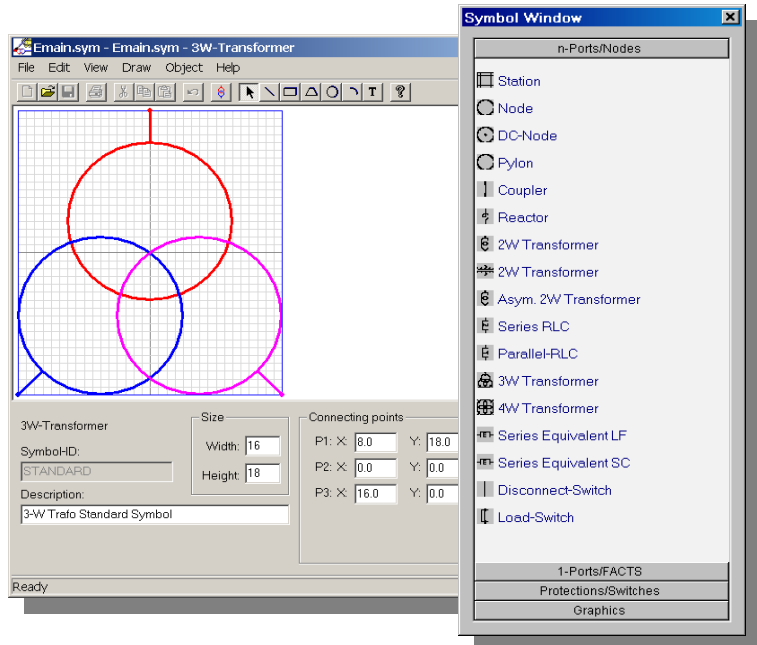 Emain.sym - Emain.sym - 3W-Transformer
File Edit View Draw Object Help
T ?
3W-Transformer
Symbol-ID:
STANDARD
Description:
3-W Trafo Standard Symbol
Size
Width: 16
Height: 18
Connecting points
P1: X: 8.0 Y: 18.0
P2: X: 0.0 Y: 0.0
P3: X: 16.0 Y: 0.0
Ready
Symbol Window
n-Ports/Nodes
Station
Node
DC-Node
Pylon
Coupler
Reactor
2W Transformer
2W Transformer
Asym. 2W Transformer
Series RLC
Parallel-RLC
3W Transformer
4W Transformer
Series Equivalent LF
Series Equivalent SC
Disconnect-Switch
Load-Switch
1-Ports/FACTS
Protections/Switches
Graphics